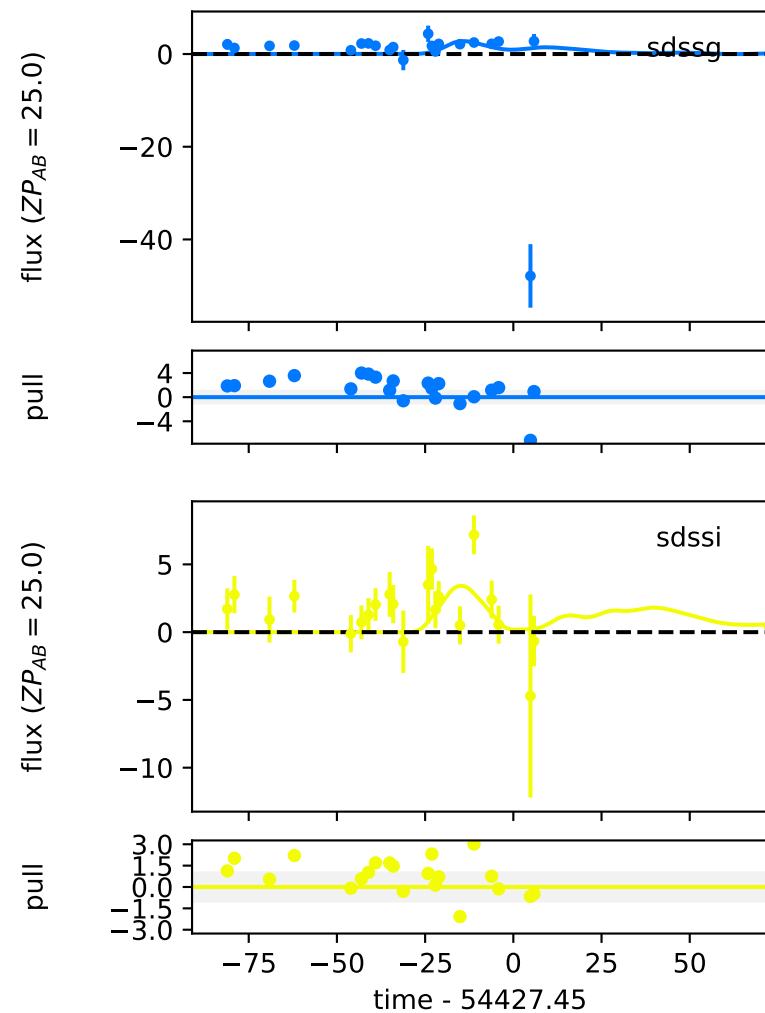 sdssg
flux (ZP_AB = 25.0)
0
−20
−40
pull
4
0
−4
sdssi
flux (ZP_AB = 25.0)
5
0
−5
−10
pull
3.0
1.5
0.0
−1.5
−3.0
−75 −50 −25 0 25 50
time - 54427.45